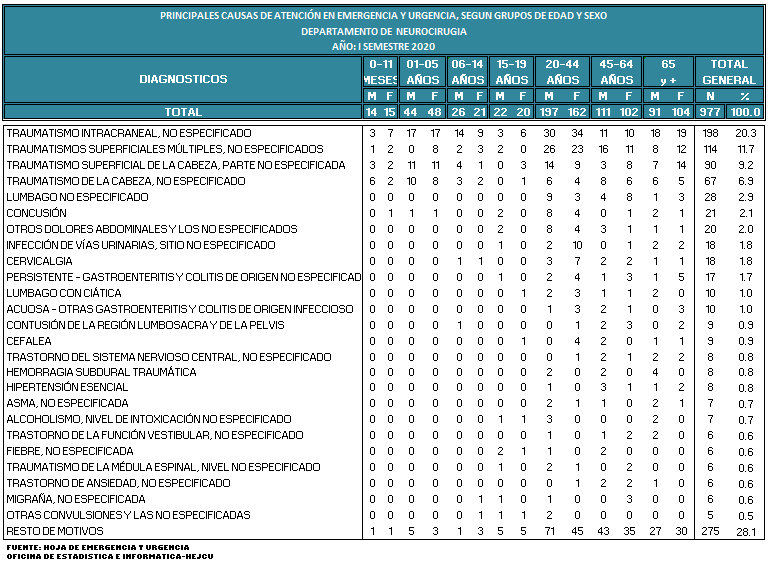 PRINCIPALES CAUSAS DE ATENCIÓN EN EMERGENCIA Y URGENCIA, SEGUN GRUPOS DE EDAD Y SEXO
DEPARTAMENTO DE NEUROCIRUGIA
AÑO: I SEMESTRE 2020
DIAGNOSTICOS 0-11 MESES 01-05 AÑOS 06-14 AÑOS 15-19 AÑOS 20-44 AÑOS 45-64 AÑOS 65 y + TOTAL GENERAL
M F M F M F M F M F M F M F N %
TOTAL 14 15 44 48 26 21 22 20 197 162 111 102 91 104 977 100.0
TRAUMATISMO INTRACRANEAL, NO ESPECIFICADO 3 7 17 17 14 9 3 6 30 34 11 10 18 19 198 20.3
TRAUMATISMOS SUPERFICIALES MÚLTIPLES, NO ESPECIFICADOS 1 2 0 8 2 3 2 0 26 23 16 11 8 12 114 11.7
TRAUMATISMO SUPERFICIAL DE LA CABEZA, PARTE NO ESPECIFICADA 3 2 11 11 4 1 0 3 14 9 3 8 7 14 90 9.2
TRAUMATISMO DE LA CABEZA, NO ESPECIFICADO 6 2 10 8 3 2 0 1 6 4 8 6 6 5 67 6.9
LUMBAGO NO ESPECIFICADO 0 0 0 0 0 0 0 0 9 3 4 8 1 3 28 2.9
CONCUSIÓN 0 1 1 1 0 0 2 0 8 4 0 1 2 1 21 2.1
OTROS DOLORES ABDOMINALES Y LOS NO ESPECIFICADOS 0 0 0 0 0 0 2 0 8 4 3 1 1 1 20 2.0
INFECCIÓN DE VÍAS URINARIAS, SITIO NO ESPECIFICADO 0 0 0 0 0 0 1 0 2 10 0 1 2 2 18 1.8
CERVICALGIA 0 0 0 0 1 1 0 0 3 7 2 2 1 1 18 1.8
PERSISTENTE - GASTROENTERITIS Y COLITIS DE ORIGEN NO ESPECIFICAD 0 0 0 0 0 0 1 0 2 4 1 3 1 5 17 1.7
LUMBAGO CON CIÁTICA 0 0 0 0 0 0 0 1 2 3 1 1 2 0 10 1.0
ACUOSA - OTRAS GASTROENTERITIS Y COLITIS DE ORIGEN INFECCIOSO 0 0 0 0 0 0 0 0 1 3 2 1 0 3 10 1.0
CONTUSIÓN DE LA REGIÓN LUMBOSACRA Y DE LA PELVIS 0 0 0 0 1 0 0 0 0 1 2 3 0 2 9 0.9
CEFALEA 0 0 0 0 0 0 0 1 0 4 2 0 1 1 9 0.9
TRASTORNO DEL SISTEMA NERVIOSO CENTRAL, NO ESPECIFICADO 0 0 0 0 0 0 0 0 0 1 2 1 2 2 8 0.8
HEMORRAGIA SUBDURAL TRAUMÁTICA 0 0 0 0 0 0 0 0 2 0 2 0 4 0 8 0.8
HIPERTENSIÓN ESENCIAL 0 0 0 0 0 0 0 0 1 0 3 1 1 2 8 0.8
ASMA, NO ESPECIFICADA 0 0 0 0 0 0 0 0 2 1 1 0 2 1 7 0.7
ALCOHOLISMO, NIVEL DE INTOXICACIÓN NO ESPECIFICADO 0 0 0 0 0 0 1 1 3 0 0 0 2 0 7 0.7
TRASTORNO DE LA FUNCIÓN VESTIBULAR, NO ESPECIFICADO 0 0 0 0 0 0 0 0 0 1 1 2 2 0 6 0.6
FIEBRE, NO ESPECIFICADA 0 0 0 0 0 0 2 1 1 0 2 0 0 0 6 0.6
TRAUMATISMO DE LA MÉDULA ESPINAL, NIVEL NO ESPECIFICADO 0 0 0 0 0 0 0 1 2 0 1 0 2 0 6 0.6
TRASTORNO DE ANSIEDAD, NO ESPECIFICADO 0 0 0 0 0 0 0 0 0 1 2 2 1 0 6 0.6
MIGRAÑA, NO ESPECIFICADA 0 0 0 0 0 1 1 0 0 1 0 3 0 0 6 0.6
OTRAS CONVULSIONES Y LAS NO ESPECIFICADAS 0 0 0 0 0 1 1 1 2 0 0 0 0 0 5 0.5
RESTO DE MOTIVOS 1 1 5 3 1 3 5 5 71 45 43 35 27 30 275 28.1
FUENTE: HOJA DE EMERGENCIA Y URGENCIA
OFICINA DE ESTADISTICA E INFORMATICA-HEJCU